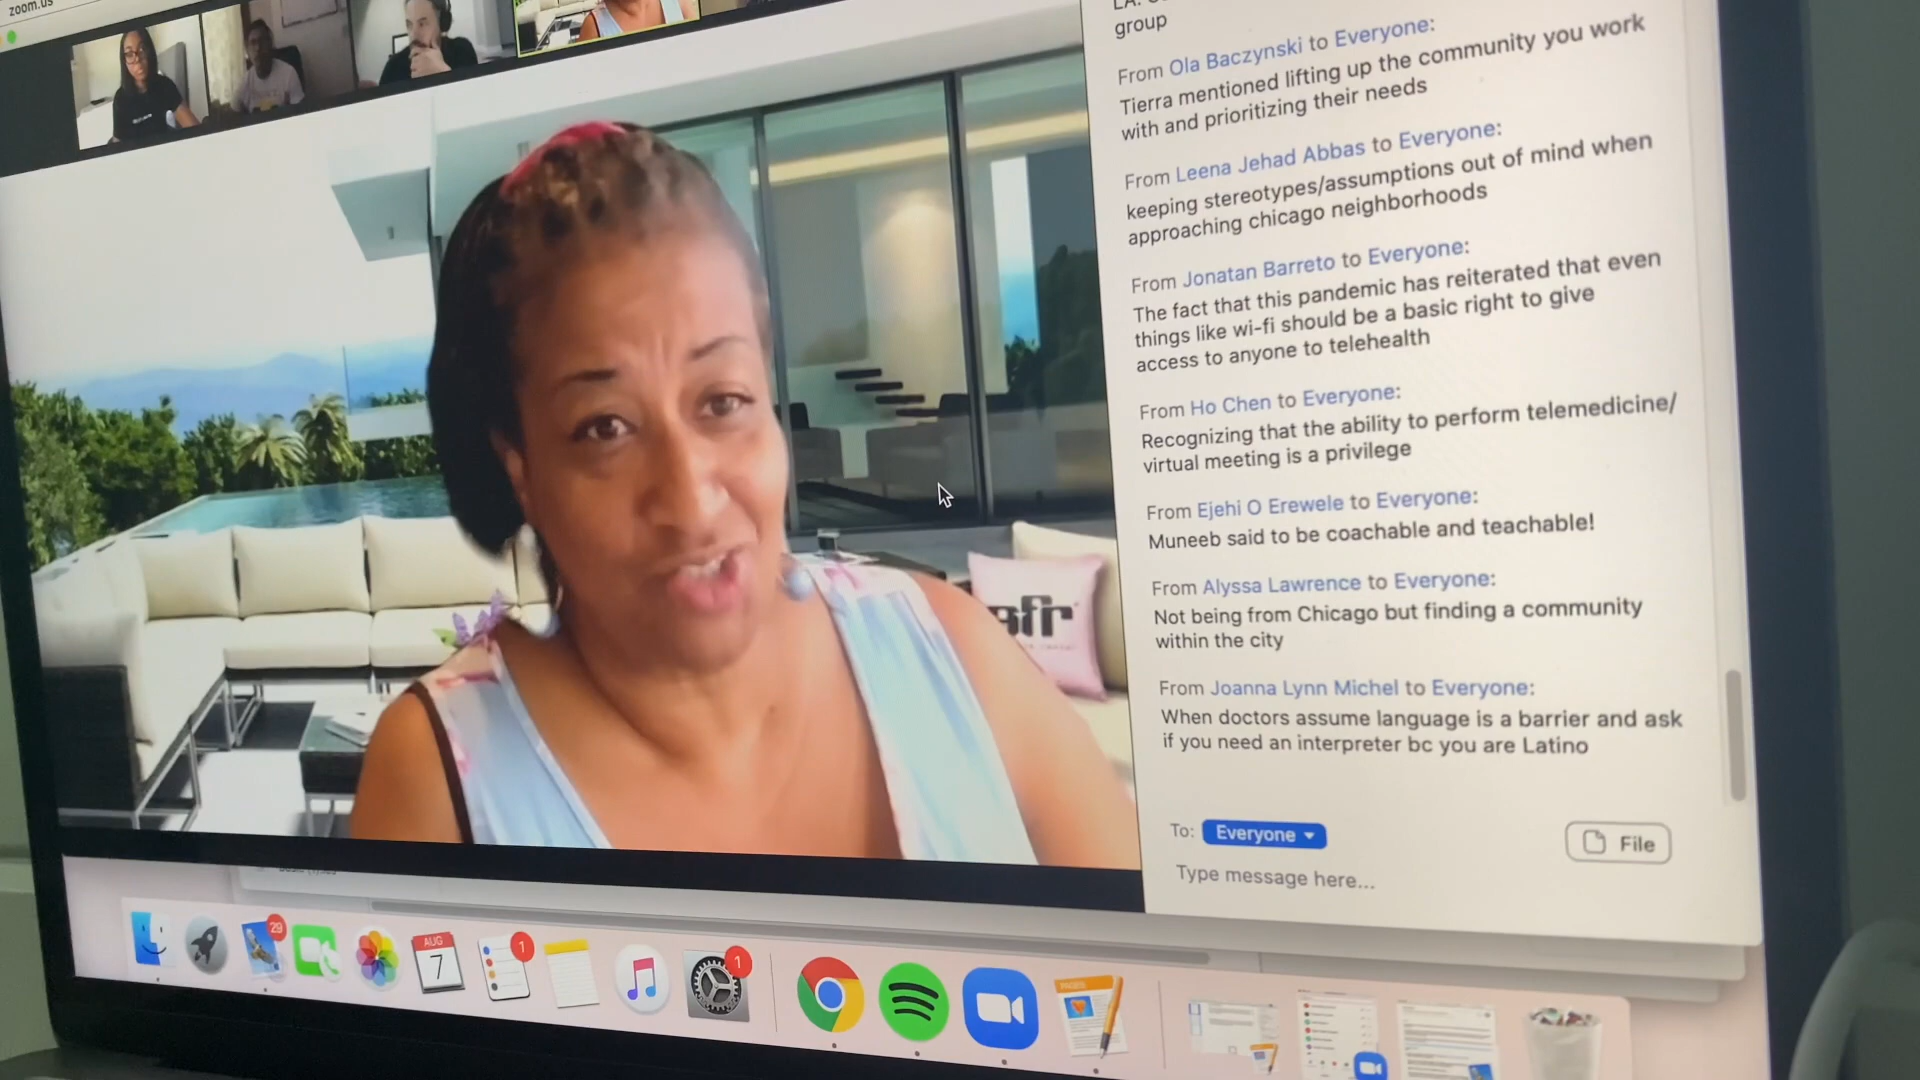 zoom.us
group
From Ola Baczynski to Everyone:
Tierra mentioned lifting up the community you work
with and prioritizing their needs
From Leena Jehad Abbas to Everyone:
keeping stereotypes/assumptions out of mind when
approaching chicago neighborhoods
From Jonatan Barreto to Everyone:
The fact that this pandemic has reiterated that even
things like wi-fi should be a basic right to give
access to anyone to telehealth
From Ho Chen to Everyone:
Recognizing that the ability to perform telemedicine/
virtual meeting is a privilege
From Ejehi O Erewele to Everyone:
Muneeb said to be coachable and teachable!
From Alyssa Lawrence to Everyone:
Not being from Chicago but finding a community
within the city
From Joanna Lynn Michel to Everyone:
When doctors assume language is a barrier and ask
if you need an interpreter bc you are Latino
To: Everyone
File
Type message here...
29
AUG
7
1
1
PAGES